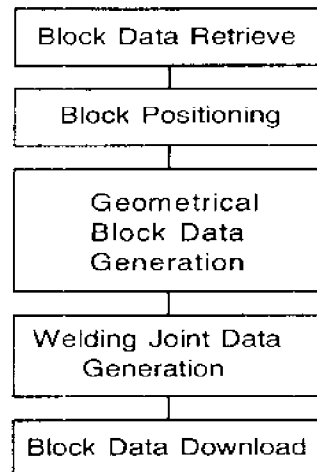 Block Data Retrieve
Block Positioning
Geometrical
Block Data
Generation
Welding Joint Data
Generation
Block Data Download